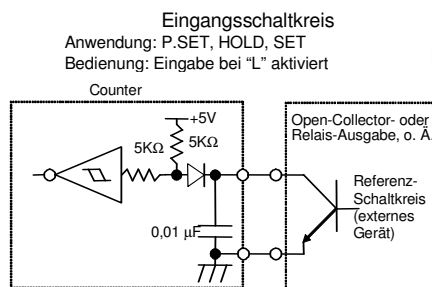 Eingangsschaltkreis
Anwendung: P.SET, HOLD, SET
Bedienung: Eingabe bei “L” aktiviert
Counter
+5V
5KΩ
5KΩ
0,01 µF
Open-Collector- oder
Relais-Ausgabe, o. Ä.
Referenz-
Schaltkreis
(externes
Gerät)